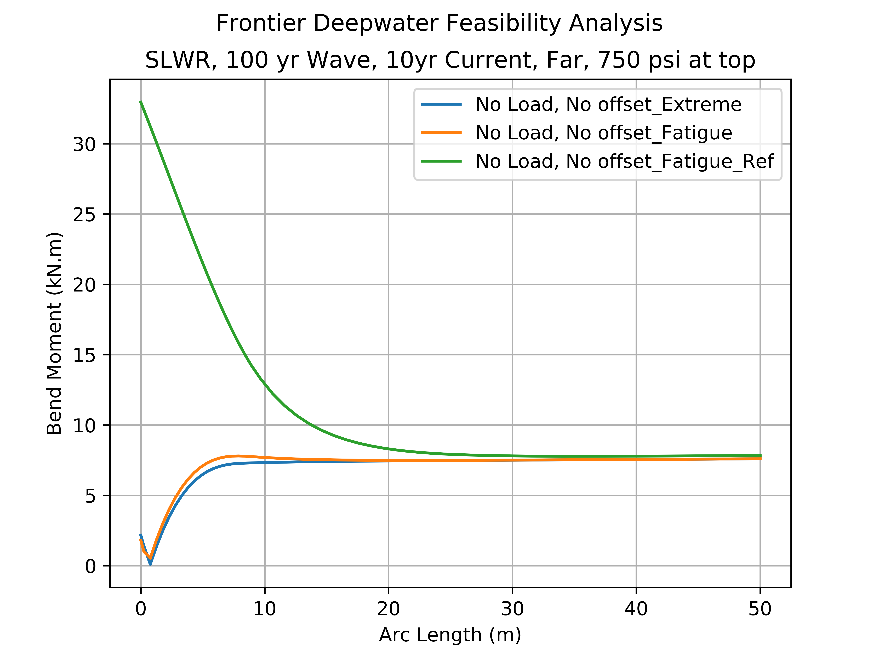 Frontier Deepwater Feasibility Analysis
SLWR, 100 yr Wave, 10yr Current, Far, 750 psi at top
No Load, No offset_Extreme
No Load, No offset_Fatigue
No Load, No offset_Fatigue_Ref
Bend Moment (kN.m)
30
25
20
15
10
5
0
0 10 20 30 40 50
Arc Length (m)